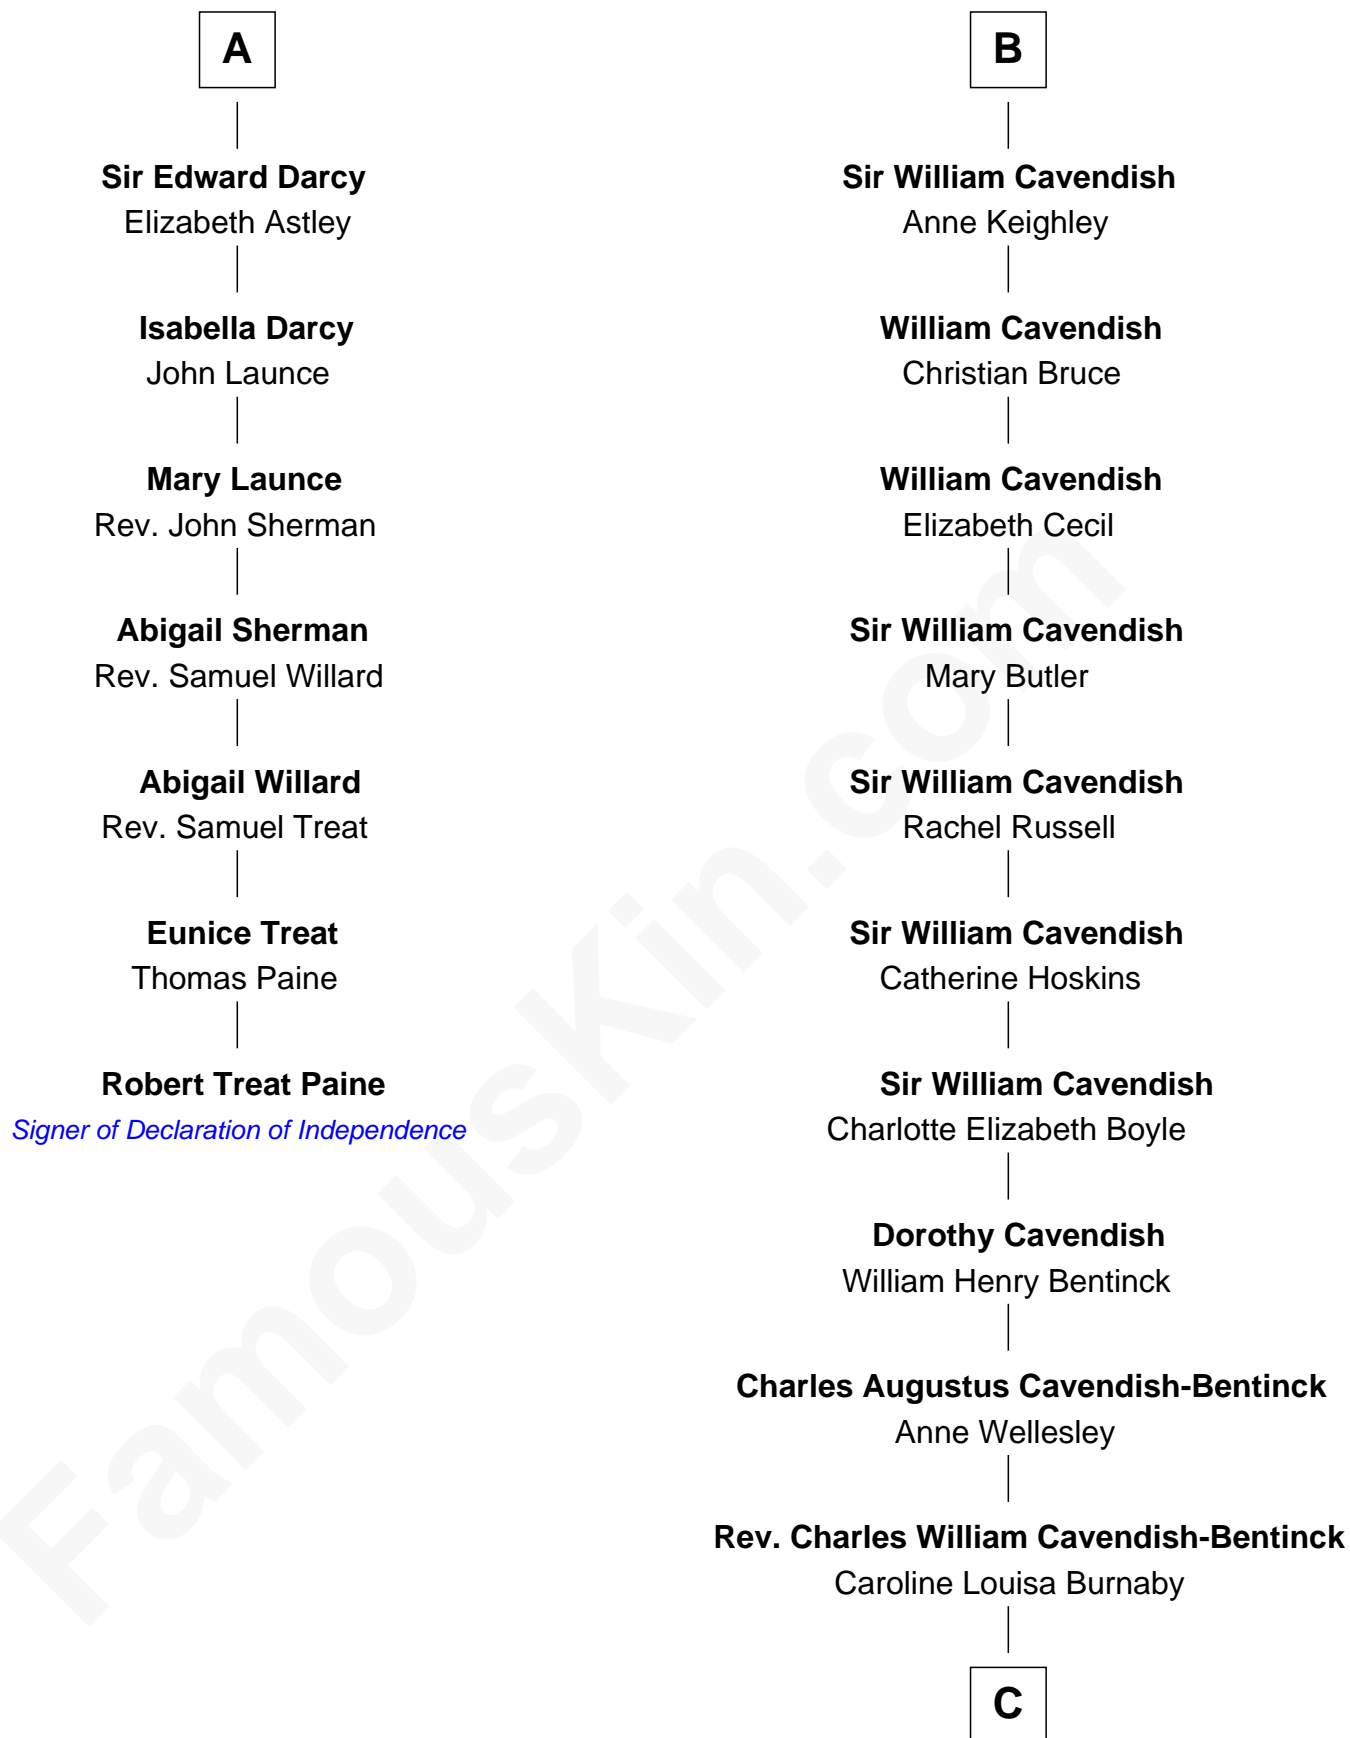 A
Sir Edward Darcy
Elizabeth Astley
Isabella Darcy
John Launce
Mary Launce
Rev. John Sherman
Abigail Sherman
Rev. Samuel Willard
Abigail Willard
Rev. Samuel Treat
Eunice Treat
Thomas Paine
Robert Treat Paine
Signer of Declaration of Independence
B
Sir William Cavendish
Anne Keighley
William Cavendish
Christian Bruce
William Cavendish
Elizabeth Cecil
Sir William Cavendish
Mary Butler
Sir William Cavendish
Rachel Russell
Sir William Cavendish
Catherine Hoskins
Sir William Cavendish
Charlotte Elizabeth Boyle
Dorothy Cavendish
William Henry Bentinck
Charles Augustus Cavendish-Bentinck
Anne Wellesley
Rev. Charles William Cavendish-Bentinck
Caroline Louisa Burnaby
C
FamousKin.com